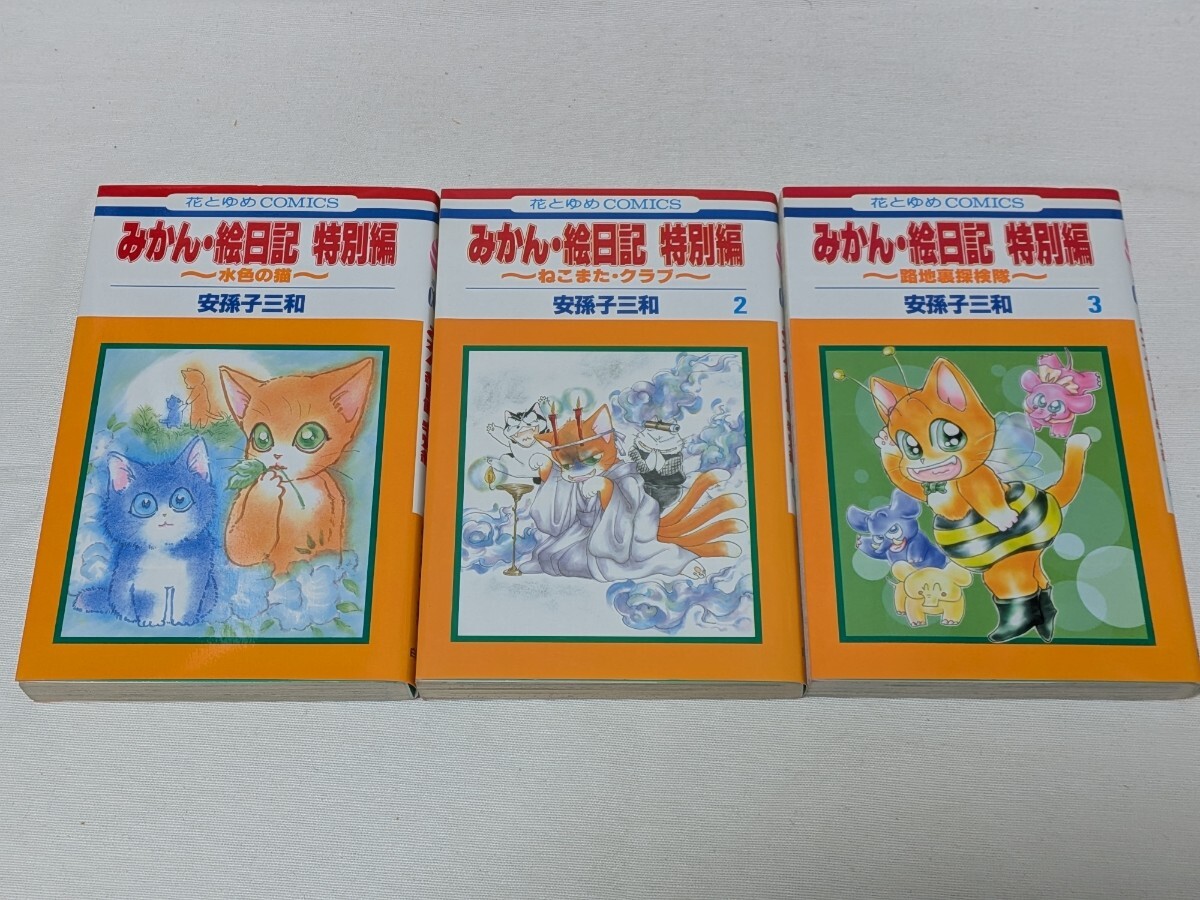 花とゆめCOMICS
みかん・絵日記 特別編
～水色の猫～
安孫子三和
花とゆめCOMICS
みかん・絵日記 特別編
～ねこまた・クラブ～
安孫子三和 2
花とゆめCOMICS
みかん・絵日記 特別編
～路地裏探検隊～
安孫子三和 3